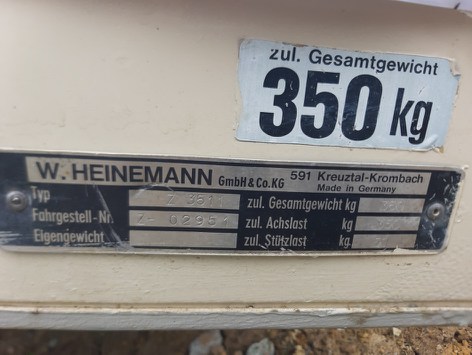 zul. Gesamtgewicht
350 kg
W. HEINEMANN GmbH & Co. KG 591 Kreuztal-Krombach
Made in Germany
Typ zul. Gesamtgewicht kg
Fahrgestell-Nr. zul. Achslast kg
Eigengewicht zul. Stützlast kg.